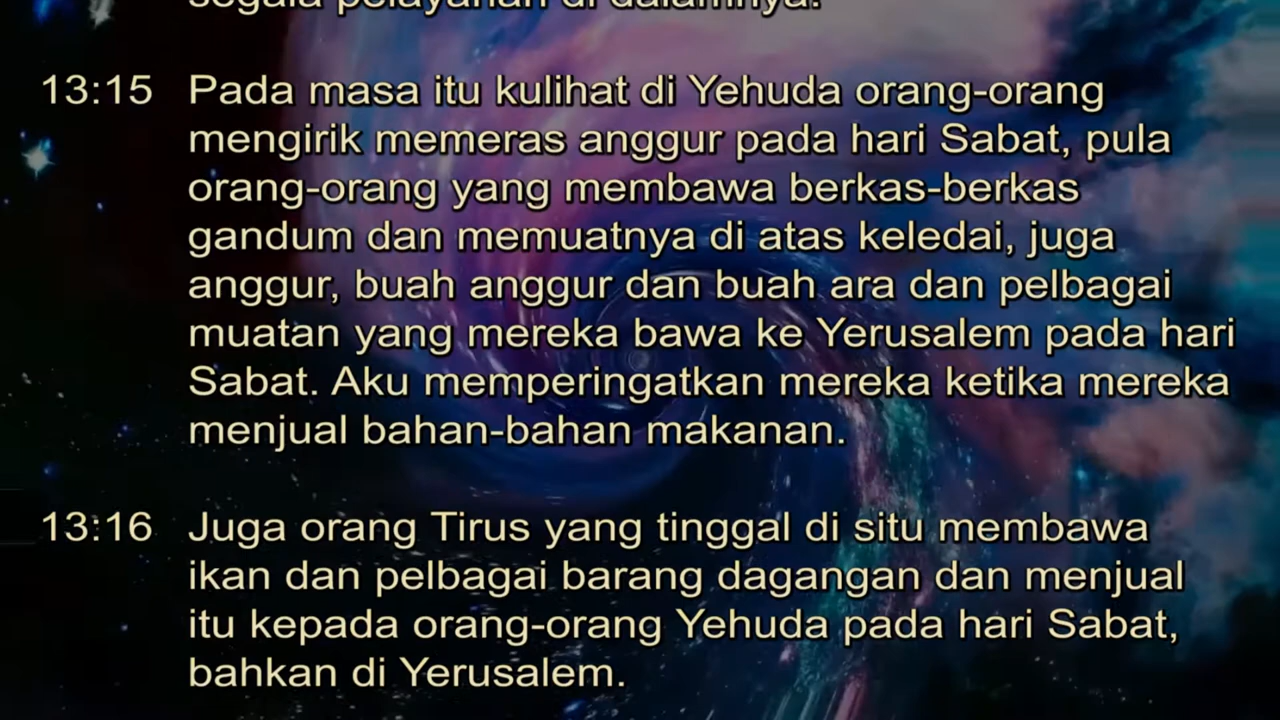 segala pelayanan di dalamnya.
13:15 Pada masa itu kulihat di Yehuda orang-orang
mengirik memeras anggur pada hari Sabat, pula
orang-orang yang membawa berkas-berkas
gandum dan memuatnya di atas keledai, juga
anggur, buah anggur dan buah ara dan pelbagai
muatan yang mereka bawa ke Yerusalem pada hari
Sabat. Aku memperingatkan mereka ketika mereka
menjual bahan-bahan makanan.
13:16 Juga orang Tirus yang tinggal di situ membawa
ikan dan pelbagai barang dagangan dan menjual
itu kepada orang-orang Yehuda pada hari Sabat,
bahkan di Yerusalem.